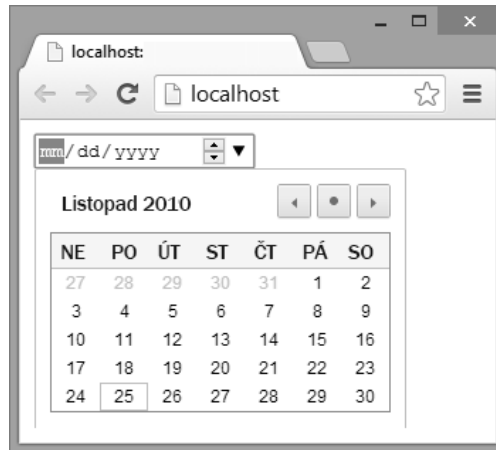 localhost:
localhost
mm/dd/yyyy
Listopad 2010
NE PO ÚT ST ČT PÁ SO
27 28 29 30 31 1 2
3 4 5 6 7 8 9
10 11 12 13 14 15 16
17 18 19 20 21 22 23
24 25 26 27 28 29 30